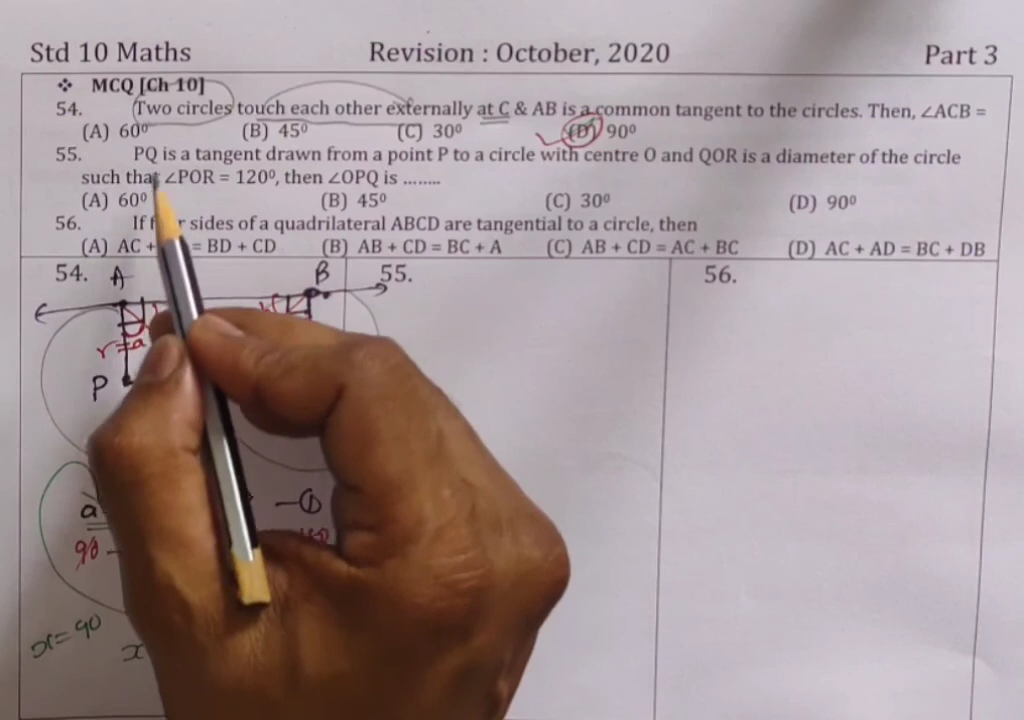 Std 10 Maths Revision : October, 2020 Part 3
❖ MCQ [Ch 10]
54. Two circles touch each other externally at C & AB is a common tangent to the circles. Then, ∠ACB =
(A) 60⁰ (B) 45⁰ (C) 30⁰ (D) 90⁰
55. PQ is a tangent drawn from a point P to a circle with centre O and QOR is a diameter of the circle
such that ∠POR = 120⁰, then ∠OPQ is ........
(A) 60⁰ (B) 45⁰ (C) 30⁰ (D) 90⁰
56. If sides of a quadrilateral ABCD are tangential to a circle, then
(A) AC + = BD + CD (B) AB + CD = BC + A (C) AB + CD = AC + BC (D) AC + AD = BC + DB
54. A B 55. 56.
r=a
P
a — ①
90 –
x = 90
x